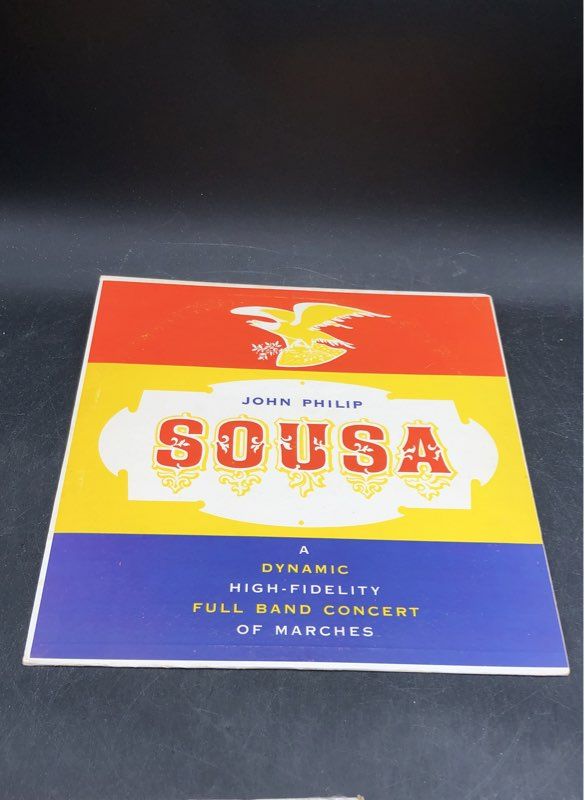 JOHN PHILIP
SOUSA
A
DYNAMIC
HIGH-FIDELITY
FULL BAND CONCERT
OF MARCHES